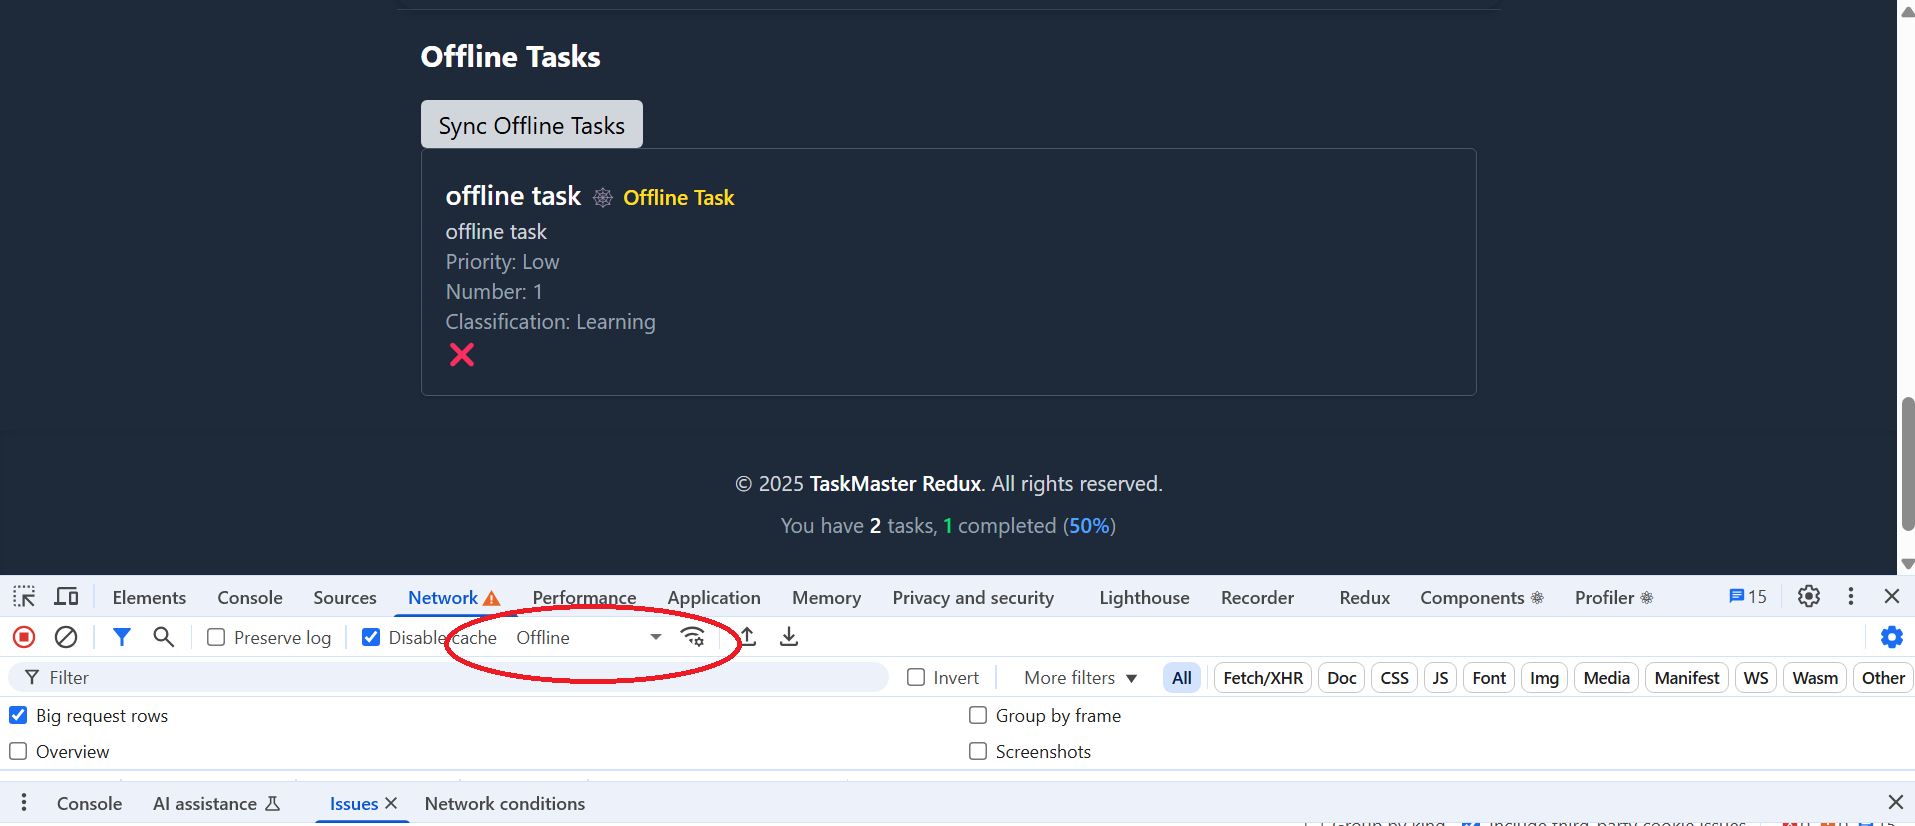 Offline Tasks
Sync Offline Tasks
offline task Offline Task
offline task
Priority: Low
Number: 1
Classification: Learning
© 2025 TaskMaster Redux. All rights reserved.
You have 2 tasks, 1 completed (50%)
Elements Console Sources Network Performance Application Memory Privacy and security Lighthouse Recorder Redux Components Profiler 15
Preserve log Disable cache Offline
Filter Invert More filters All Fetch/XHR Doc CSS JS Font Img Media Manifest WS Wasm Other
Big request rows Group by frame
Overview Screenshots
Console AI assistance Issues Network conditions